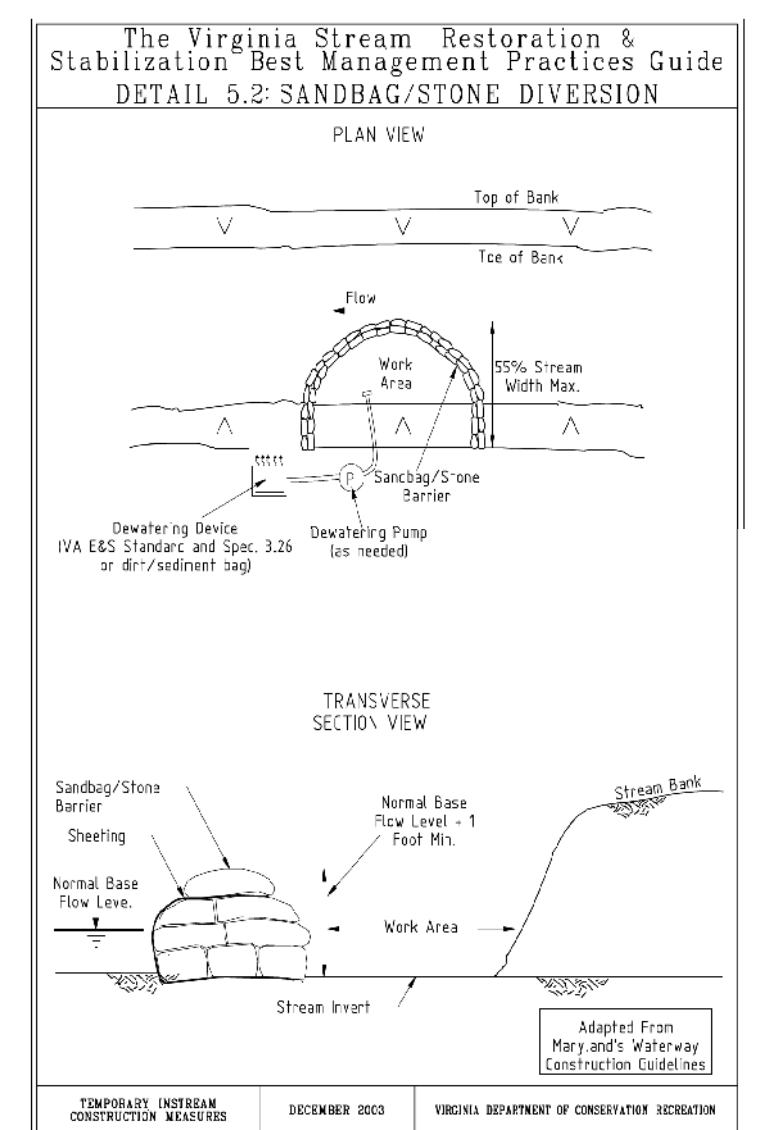 The Virginia Stream Restoration &
Stabilization Best Management Practices Guide
DETAIL 5.2: SANDBAG/STONE DIVERSION
PLAN VIEW
Top of Bank
Toe of Bank
Flow
Work
Area
55% Stream
Width Max.
P
Sandbag/Stone
Barrier
Dewatering Device
(VA E&S Standard and Spec. 3.26
or dirt/sediment bag)
Dewatering Pump
(as needed)
TRANSVERSE
SECTION VIEW
Sandbag/Stone
Barrier
Sheeting
Normal Base
Flow Level
Normal Base
Flow Level + 1
Foot Min.
Stream Bank
Work Area
Stream Invert
Adapted From
Maryland's Waterway
Construction Guidelines
TEMPORARY INSTREAM
CONSTRUCTION MEASURES
DECEMBER 2003
VIRGINIA DEPARTMENT OF CONSERVATION RECREATION